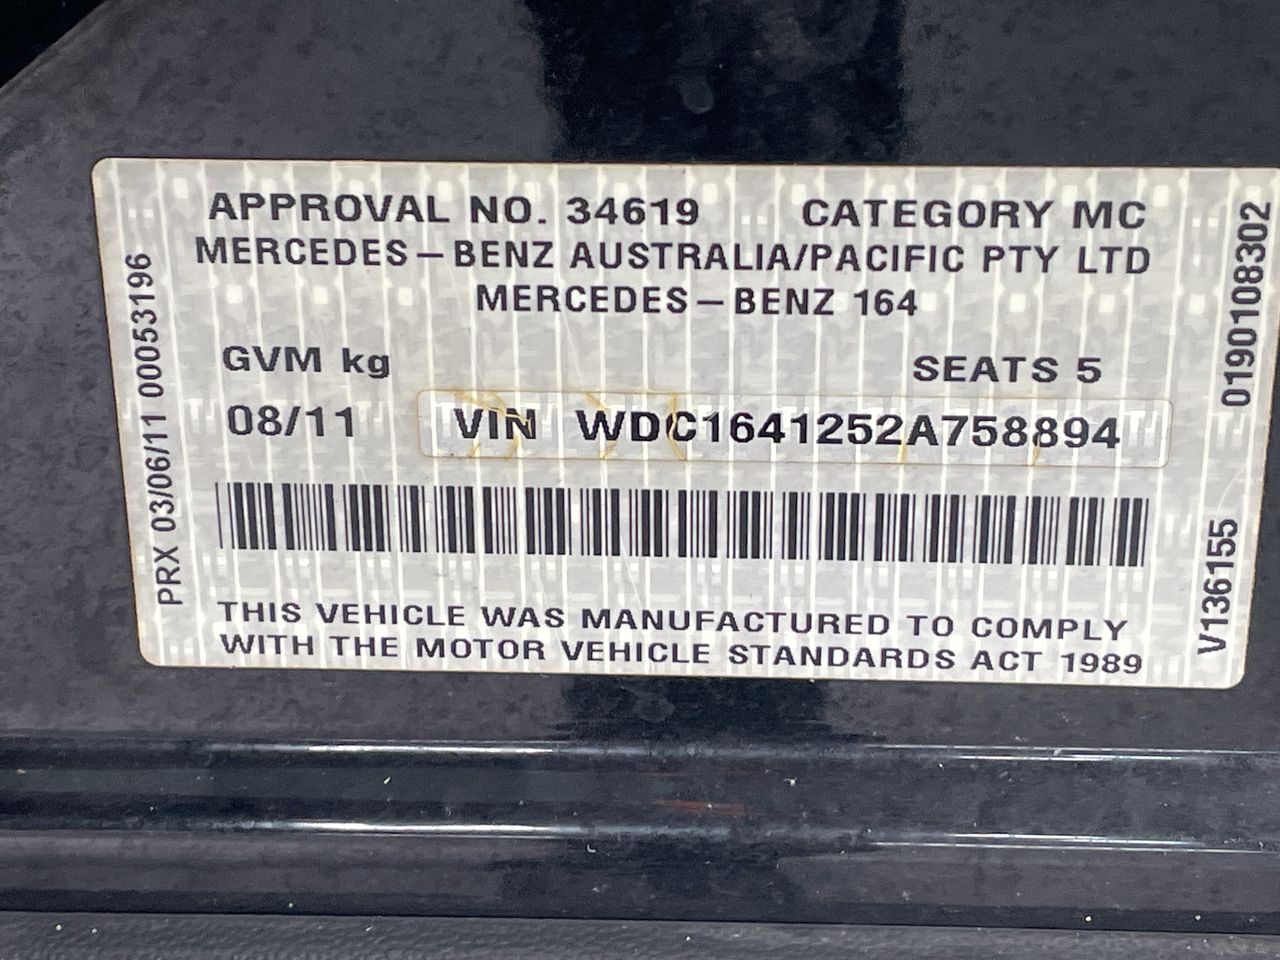 APPROVAL NO. 34619 CATEGORY MC
MERCEDES-BENZ AUSTRALIA/PACIFIC PTY LTD
MERCEDES-BENZ 164
GVM kg SEATS 5
08/11 VIN WDC1641252A758894
THIS VEHICLE WAS MANUFACTURED TO COMPLY
WITH THE MOTOR VEHICLE STANDARDS ACT 1989
PRX 03/06/11 00053196
V136155 0190108302